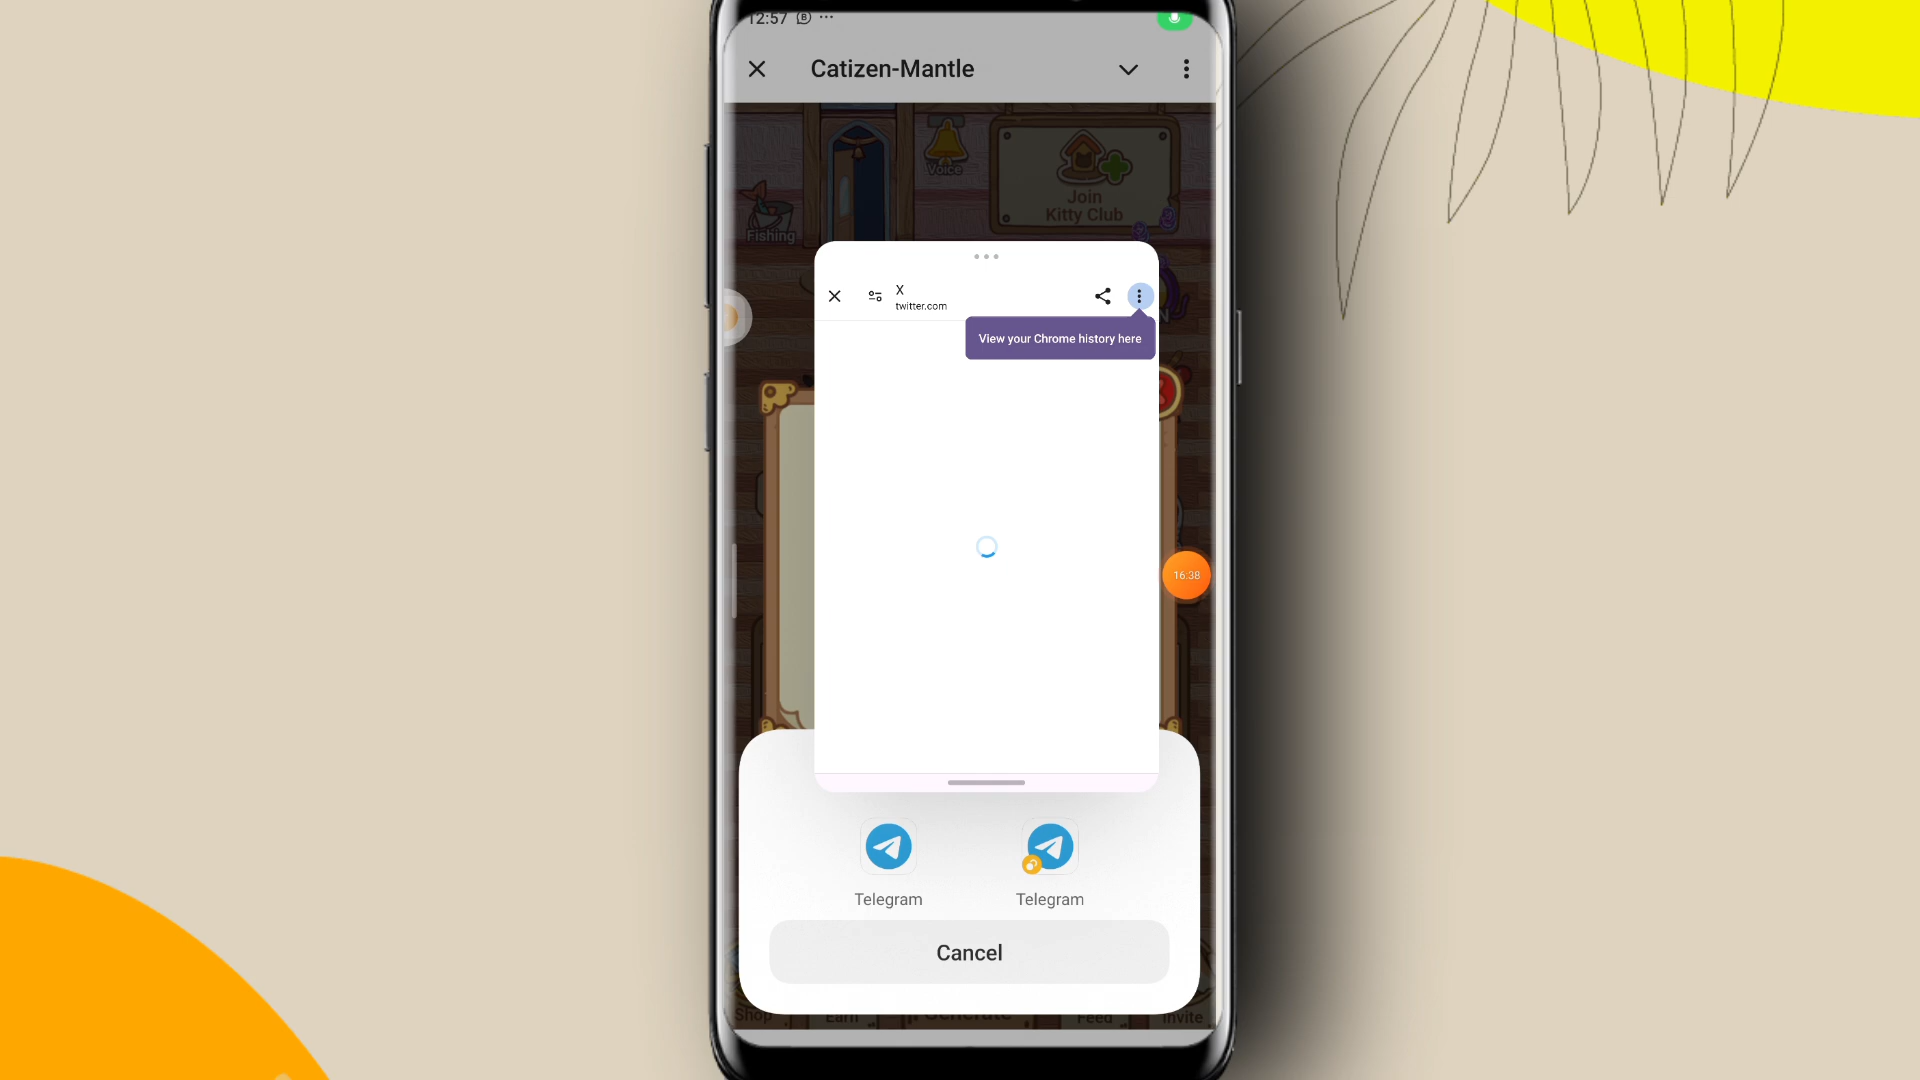 12:57
Catizen-Mantle
Voice
Join
Kitty Club
Fishing
X
twitter.com
View your Chrome history here
16:38
Telegram
Telegram
Cancel
Shop
Earn
Generate
Feed
Invite